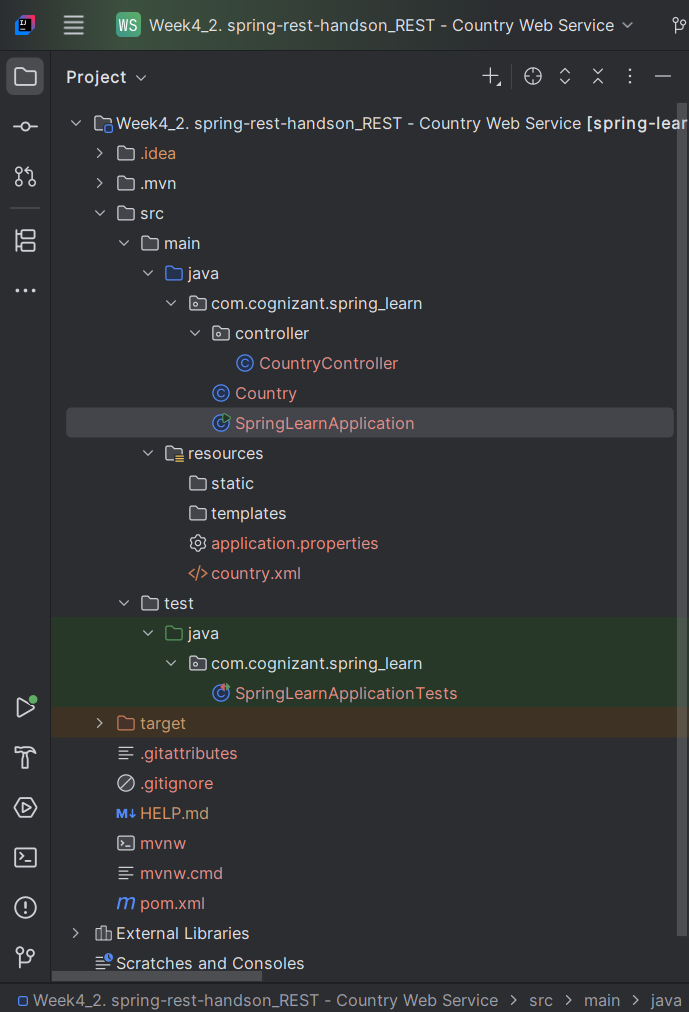 WS Week4_2. spring-rest-handson_REST - Country Web Service
Project
Week4_2. spring-rest-handson_REST - Country Web Service [spring-lear
.idea
.mvn
src
main
java
com.cognizant.spring_learn
controller
CountryController
Country
SpringLearnApplication
resources
static
templates
application.properties
country.xml
test
java
com.cognizant.spring_learn
SpringLearnApplicationTests
target
.gitattributes
.gitignore
HELP.md
mvnw
mvnw.cmd
pom.xml
External Libraries
Scratches and Consoles
Week4_2. spring-rest-handson_REST - Country Web Service > src > main > java